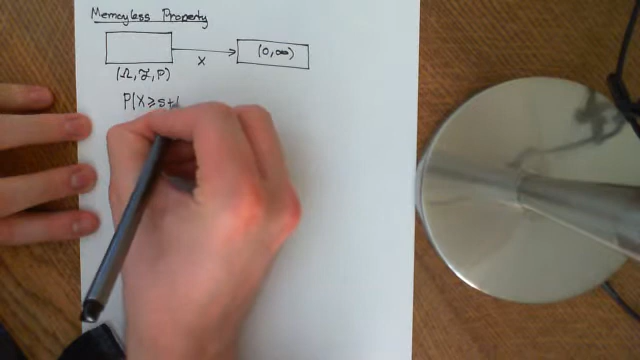 Memoryless Property
(0,∞)
X
(Ω, F, P)
P(X ≥ s+